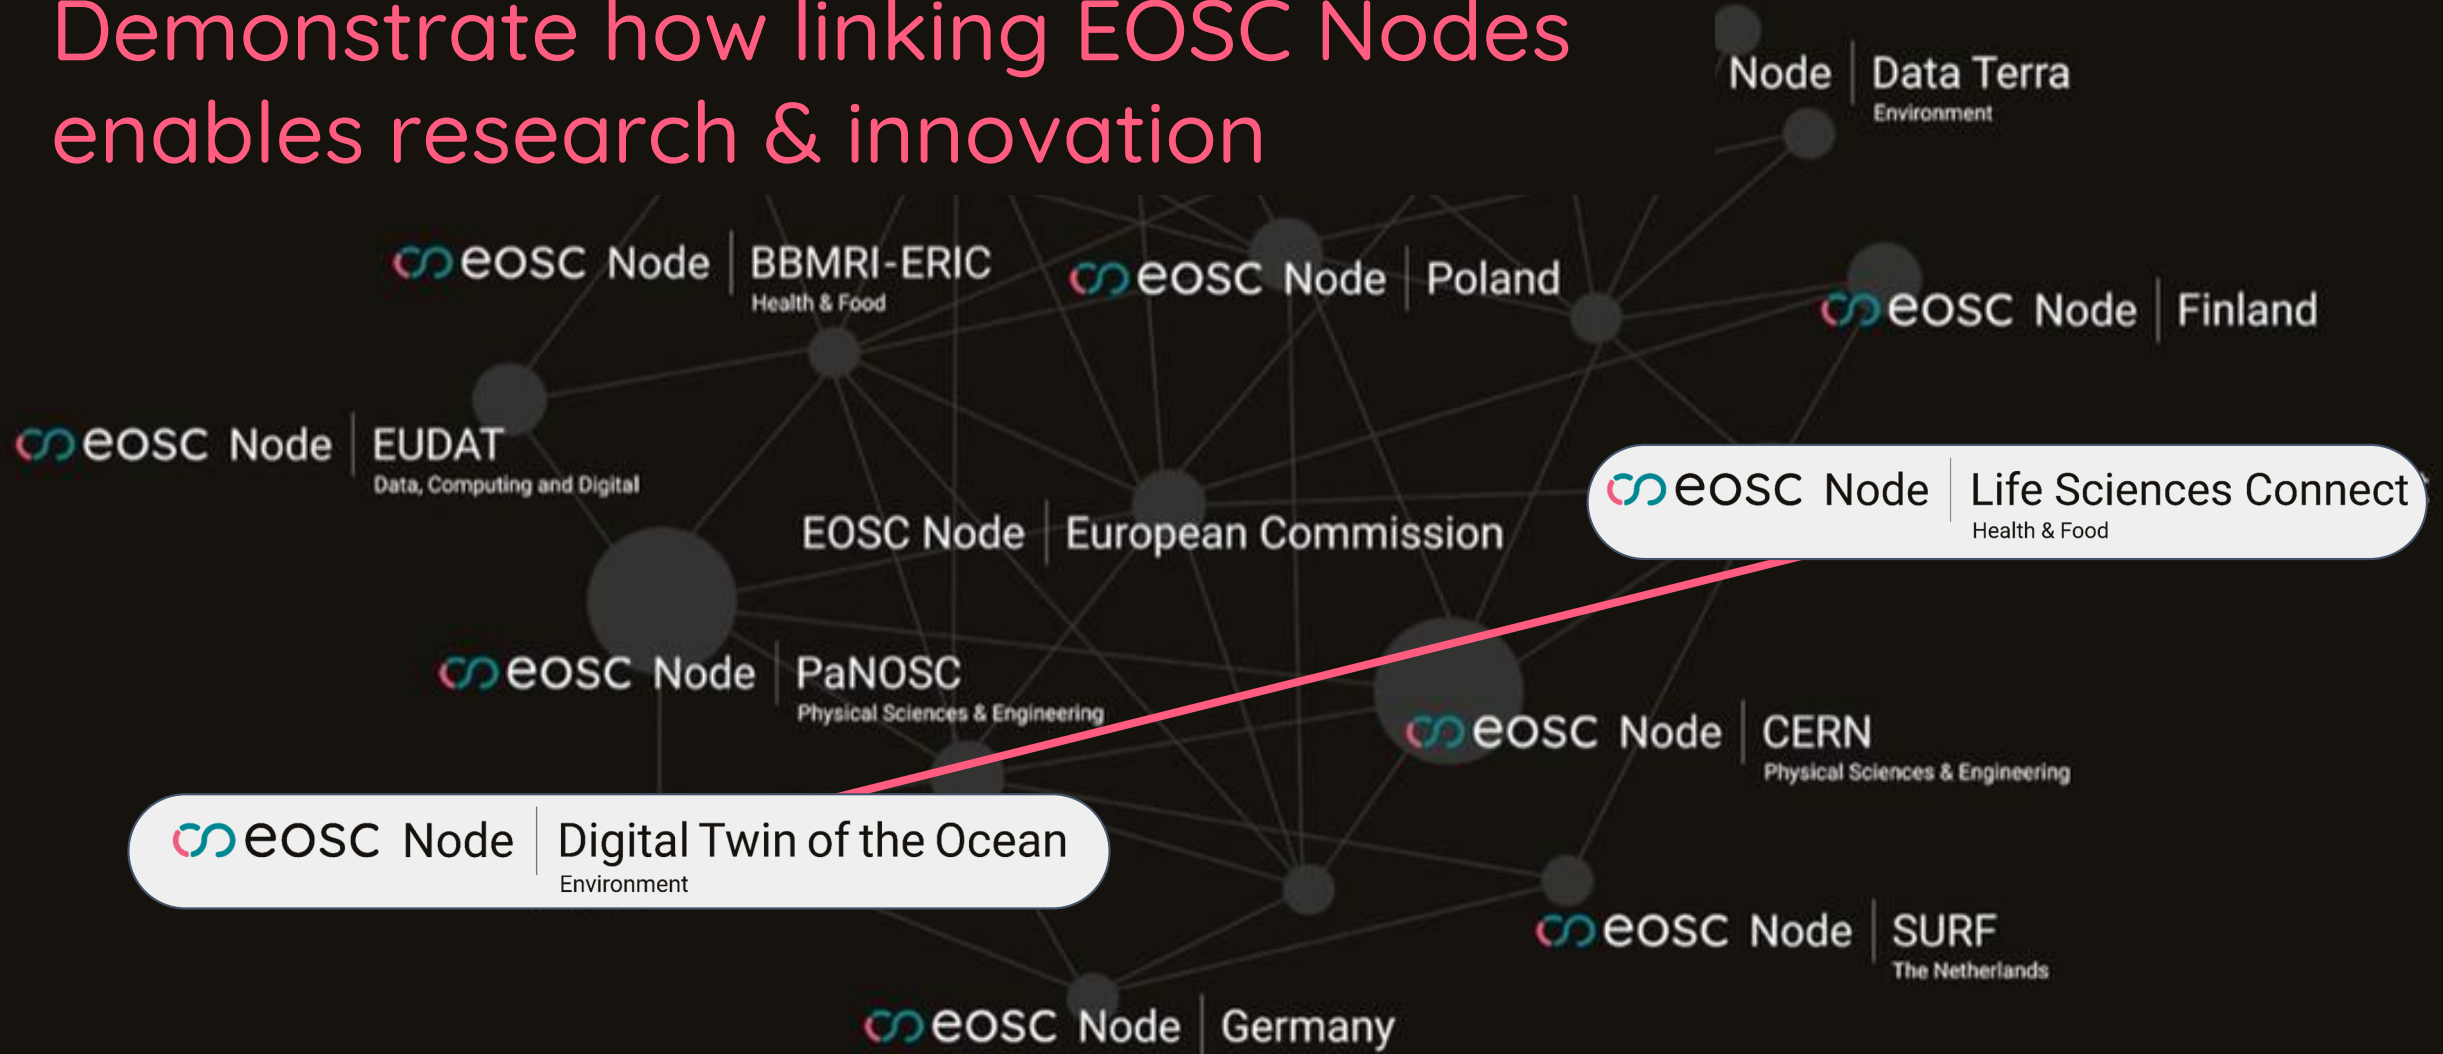 Demonstrate how linking EOSC Nodes
enables research & innovation
Node | Data Terra
Environment
eosc Node | BBMRI-ERIC
Health & Food
eosc Node | Poland
eosc Node | Finland
eosc Node | EUDAT
Data, Computing and Digital
eosc Node | Life Sciences Connect
Health & Food
EOSC Node | European Commission
eosc Node | PaNOSC
Physical Sciences & Engineering
eosc Node | CERN
Physical Sciences & Engineering
eosc Node | Digital Twin of the Ocean
Environment
eosc Node | SURF
The Netherlands
eosc Node | Germany